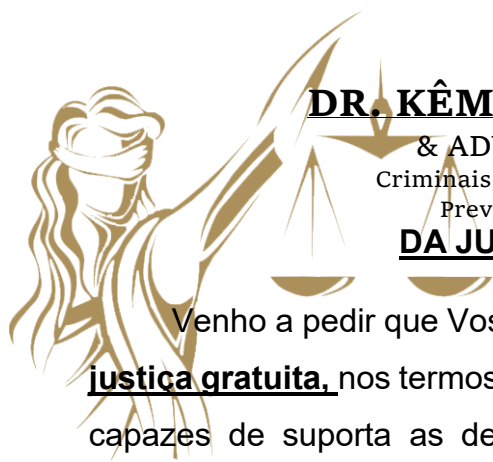 DR. KÊM
& AD
Criminais
Prev
DA JU
Venho a pedir que Vos
justiça gratuita, nos termos
capazes de suporta as de